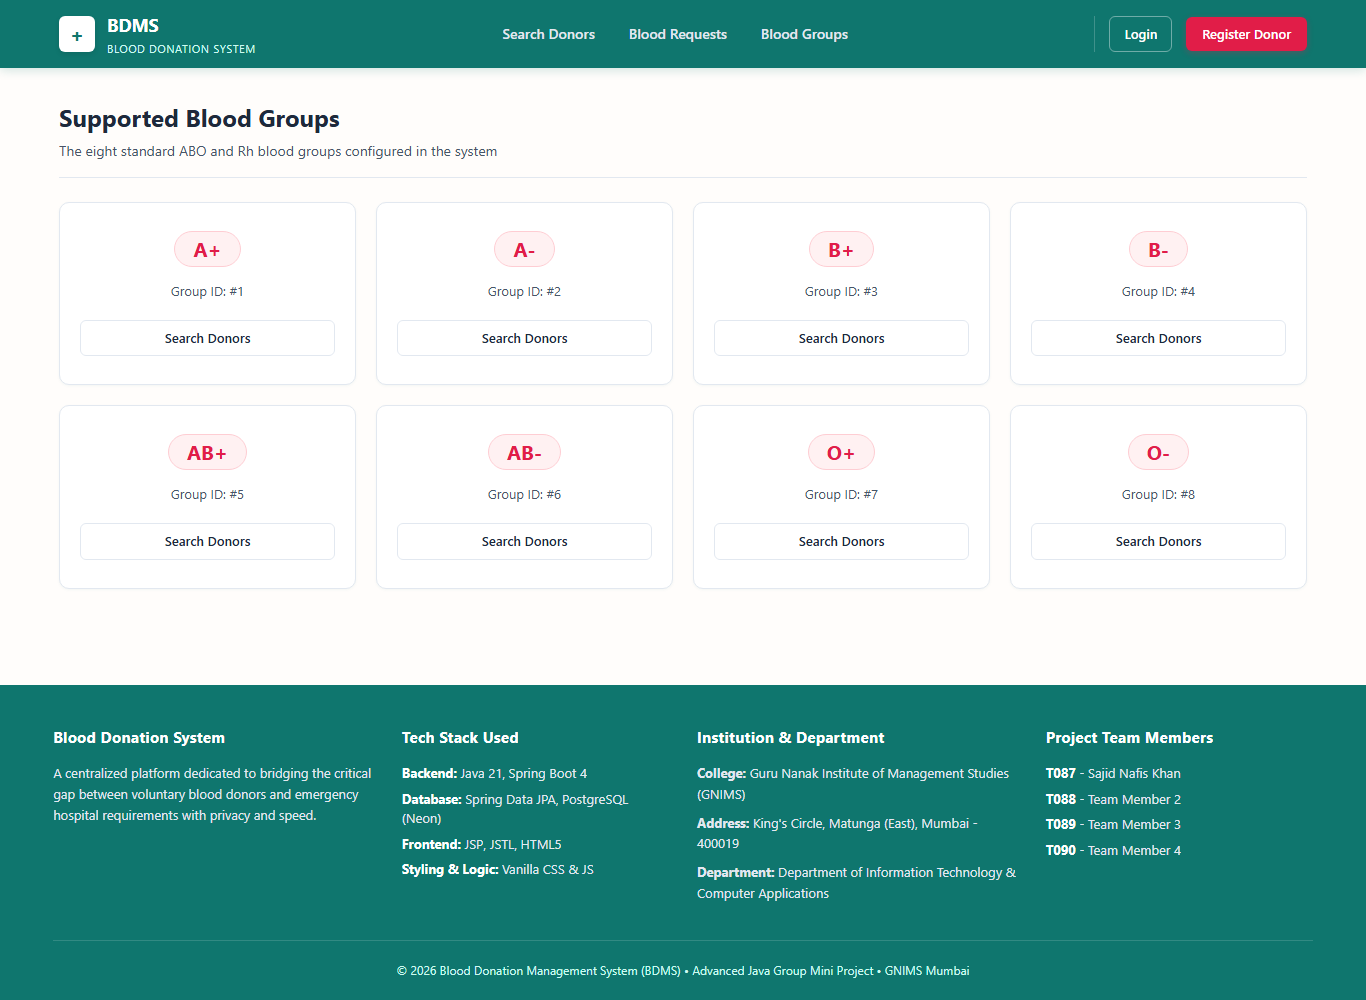 +
BDMS
BLOOD DONATION SYSTEM
Search Donors
Blood Requests
Blood Groups
Login
Register Donor
Supported Blood Groups
The eight standard ABO and Rh blood groups configured in the system
A+
Group ID: #1
Search Donors
A-
Group ID: #2
Search Donors
B+
Group ID: #3
Search Donors
B-
Group ID: #4
Search Donors
AB+
Group ID: #5
Search Donors
AB-
Group ID: #6
Search Donors
O+
Group ID: #7
Search Donors
O-
Group ID: #8
Search Donors
Blood Donation System
A centralized platform dedicated to bridging the critical
gap between voluntary blood donors and emergency
hospital requirements with privacy and speed.
Tech Stack Used
Backend: Java 21, Spring Boot 4
Database: Spring Data JPA, PostgreSQL
(Neon)
Frontend: JSP, JSTL, HTML5
Styling & Logic: Vanilla CSS & JS
Institution & Department
College: Guru Nanak Institute of Management Studies
(GNIMS)
Address: King's Circle, Matunga (East), Mumbai -
400019
Department: Department of Information Technology &
Computer Applications
Project Team Members
T087 - Sajid Nafis Khan
T088 - Team Member 2
T089 - Team Member 3
T090 - Team Member 4
© 2026 Blood Donation Management System (BDMS) • Advanced Java Group Mini Project • GNIMS Mumbai